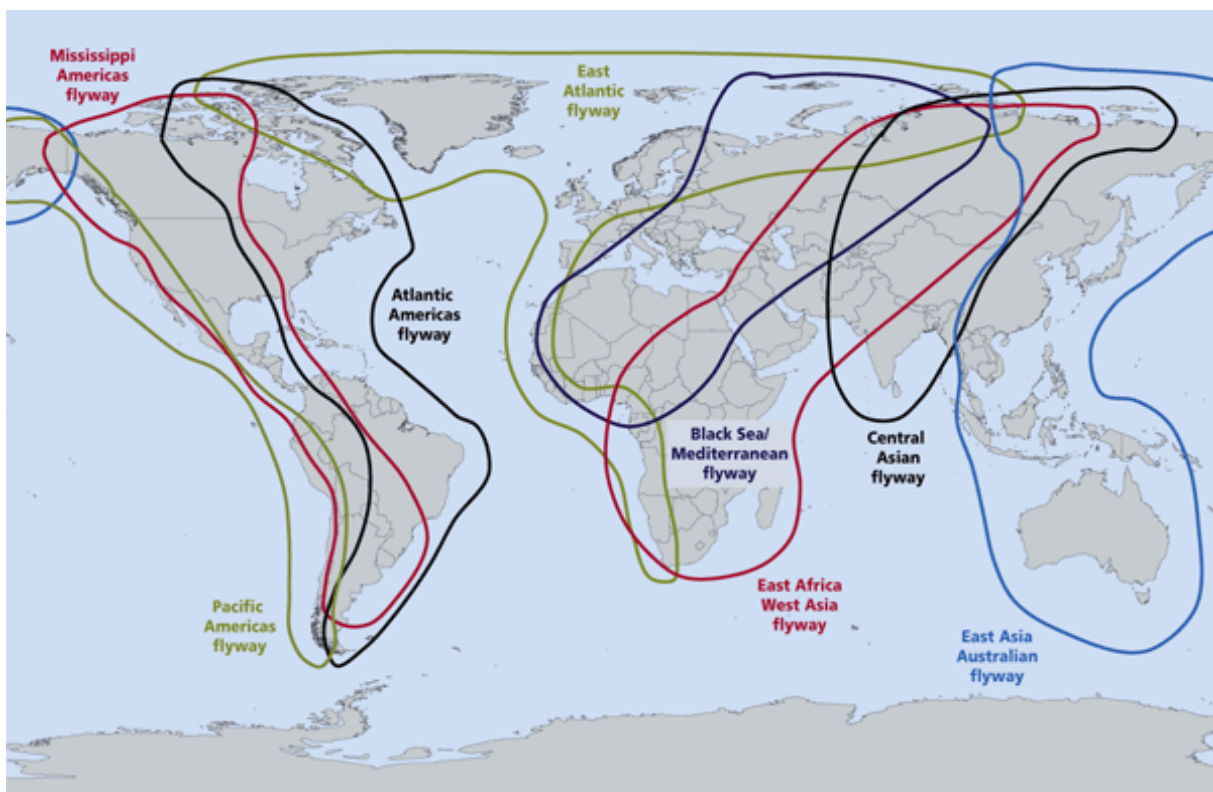 Mississippi
Americas
flyway
East
Atlantic
flyway
Atlantic
Americas
flyway
Black Sea/
Mediterranean
flyway
Central
Asian
flyway
East Africa
West Asia
flyway
Pacific
Americas
flyway
East Asia
Australian
flyway